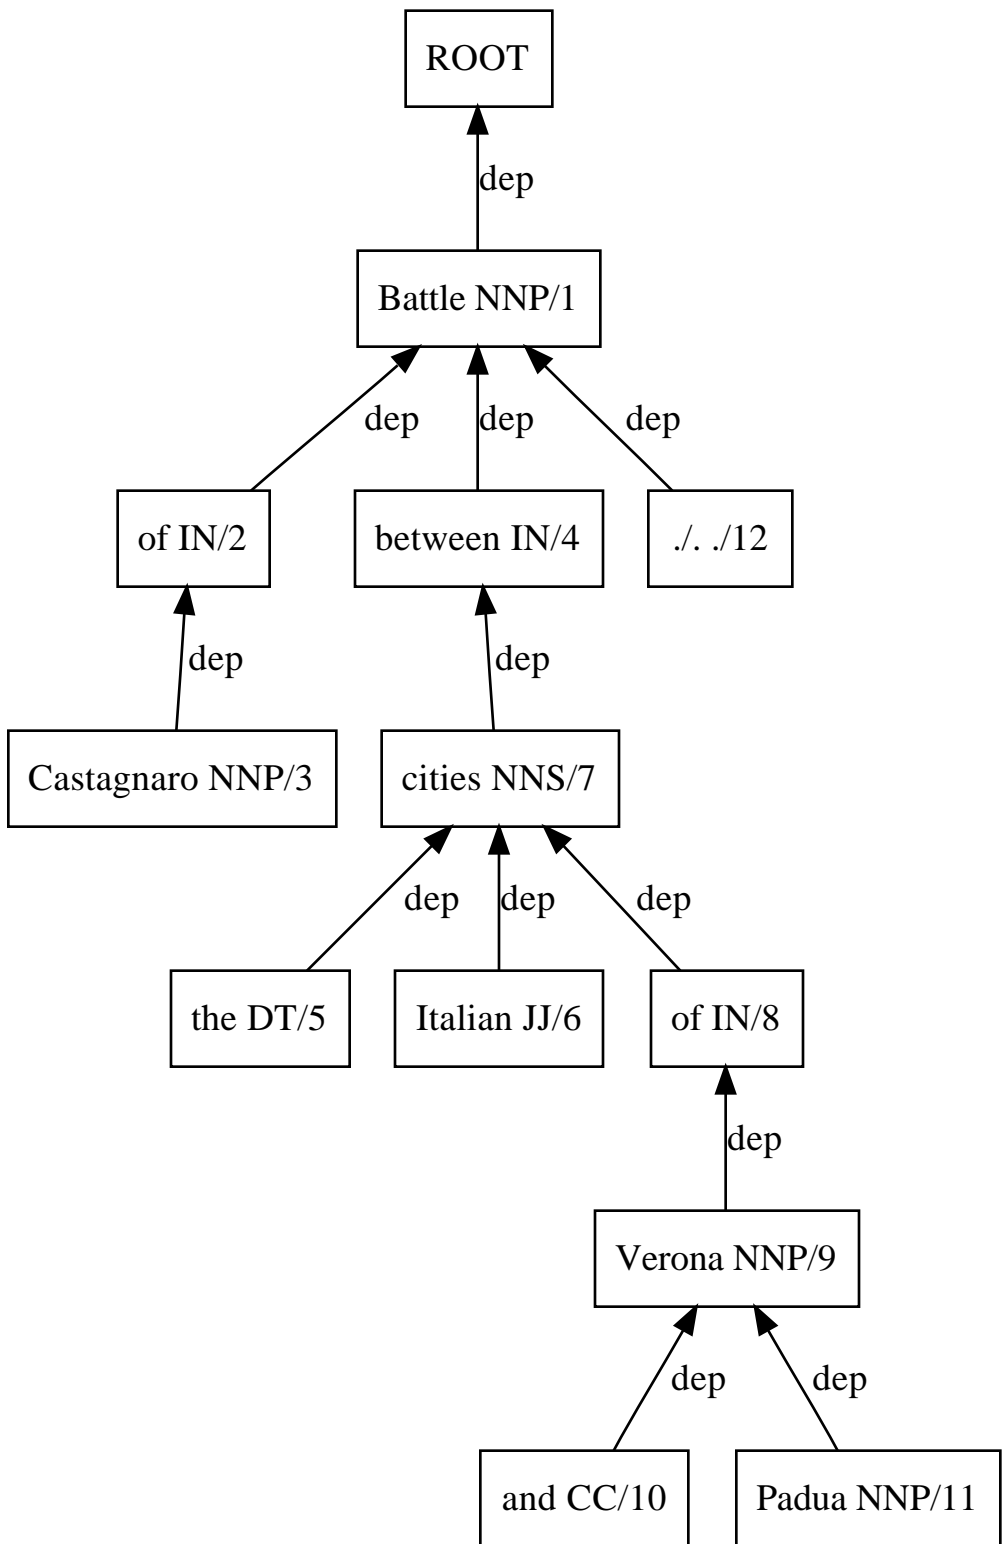 ROOT
dep
Battle NNP/1
dep dep dep
of IN/2 between IN/4 ./. ./12
dep dep
Castagnaro NNP/3 cities NNS/7
dep dep dep
the DT/5 Italian JJ/6 of IN/8
dep
Verona NNP/9
dep dep
and CC/10 Padua NNP/11